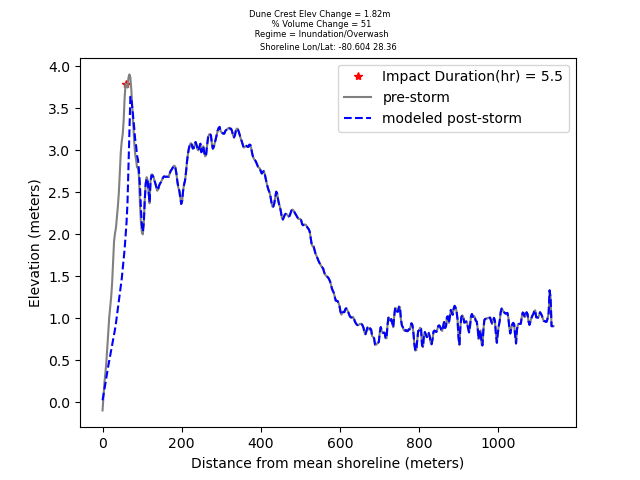 Dune Crest Elev Change = 1.82m
% Volume Change = 51
Regime = Inundation/Overwash
Shoreline Lon/Lat: -80.604 28.36
Impact Duration(hr) = 5.5
pre-storm
modeled post-storm
Elevation (meters)
4.0
3.5
3.0
2.5
2.0
1.5
1.0
0.5
0.0
0
200
400
600
800
1000
Distance from mean shoreline (meters)